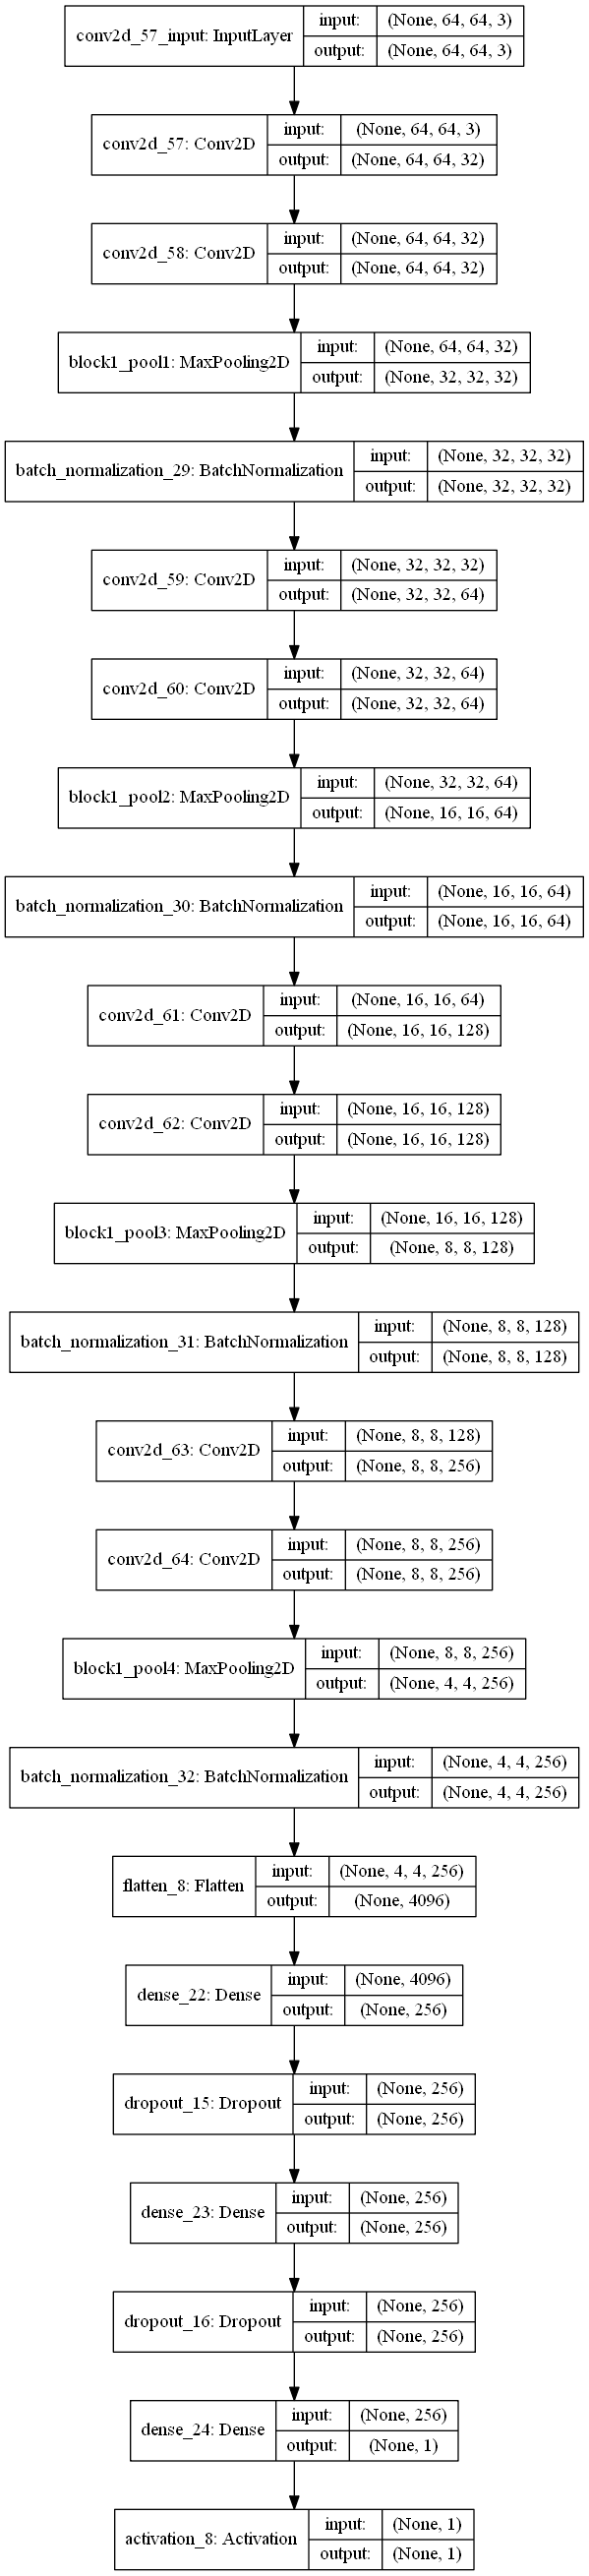 conv2d_57_input: InputLayer input: (None, 64, 64, 3)
output: (None, 64, 64, 3)
conv2d_57: Conv2D input: (None, 64, 64, 3)
output: (None, 64, 64, 32)
conv2d_58: Conv2D input: (None, 64, 64, 32)
output: (None, 64, 64, 32)
block1_pool1: MaxPooling2D input: (None, 64, 64, 32)
output: (None, 32, 32, 32)
batch_normalization_29: BatchNormalization input: (None, 32, 32, 32)
output: (None, 32, 32, 32)
conv2d_59: Conv2D input: (None, 32, 32, 32)
output: (None, 32, 32, 64)
conv2d_60: Conv2D input: (None, 32, 32, 64)
output: (None, 32, 32, 64)
block1_pool2: MaxPooling2D input: (None, 32, 32, 64)
output: (None, 16, 16, 64)
batch_normalization_30: BatchNormalization input: (None, 16, 16, 64)
output: (None, 16, 16, 64)
conv2d_61: Conv2D input: (None, 16, 16, 64)
output: (None, 16, 16, 128)
conv2d_62: Conv2D input: (None, 16, 16, 128)
output: (None, 16, 16, 128)
block1_pool3: MaxPooling2D input: (None, 16, 16, 128)
output: (None, 8, 8, 128)
batch_normalization_31: BatchNormalization input: (None, 8, 8, 128)
output: (None, 8, 8, 128)
conv2d_63: Conv2D input: (None, 8, 8, 128)
output: (None, 8, 8, 256)
conv2d_64: Conv2D input: (None, 8, 8, 256)
output: (None, 8, 8, 256)
block1_pool4: MaxPooling2D input: (None, 8, 8, 256)
output: (None, 4, 4, 256)
batch_normalization_32: BatchNormalization input: (None, 4, 4, 256)
output: (None, 4, 4, 256)
flatten_8: Flatten input: (None, 4, 4, 256)
output: (None, 4096)
dense_22: Dense input: (None, 4096)
output: (None, 256)
dropout_15: Dropout input: (None, 256)
output: (None, 256)
dense_23: Dense input: (None, 256)
output: (None, 256)
dropout_16: Dropout input: (None, 256)
output: (None, 256)
dense_24: Dense input: (None, 256)
output: (None, 1)
activation_8: Activation input: (None, 1)
output: (None, 1)